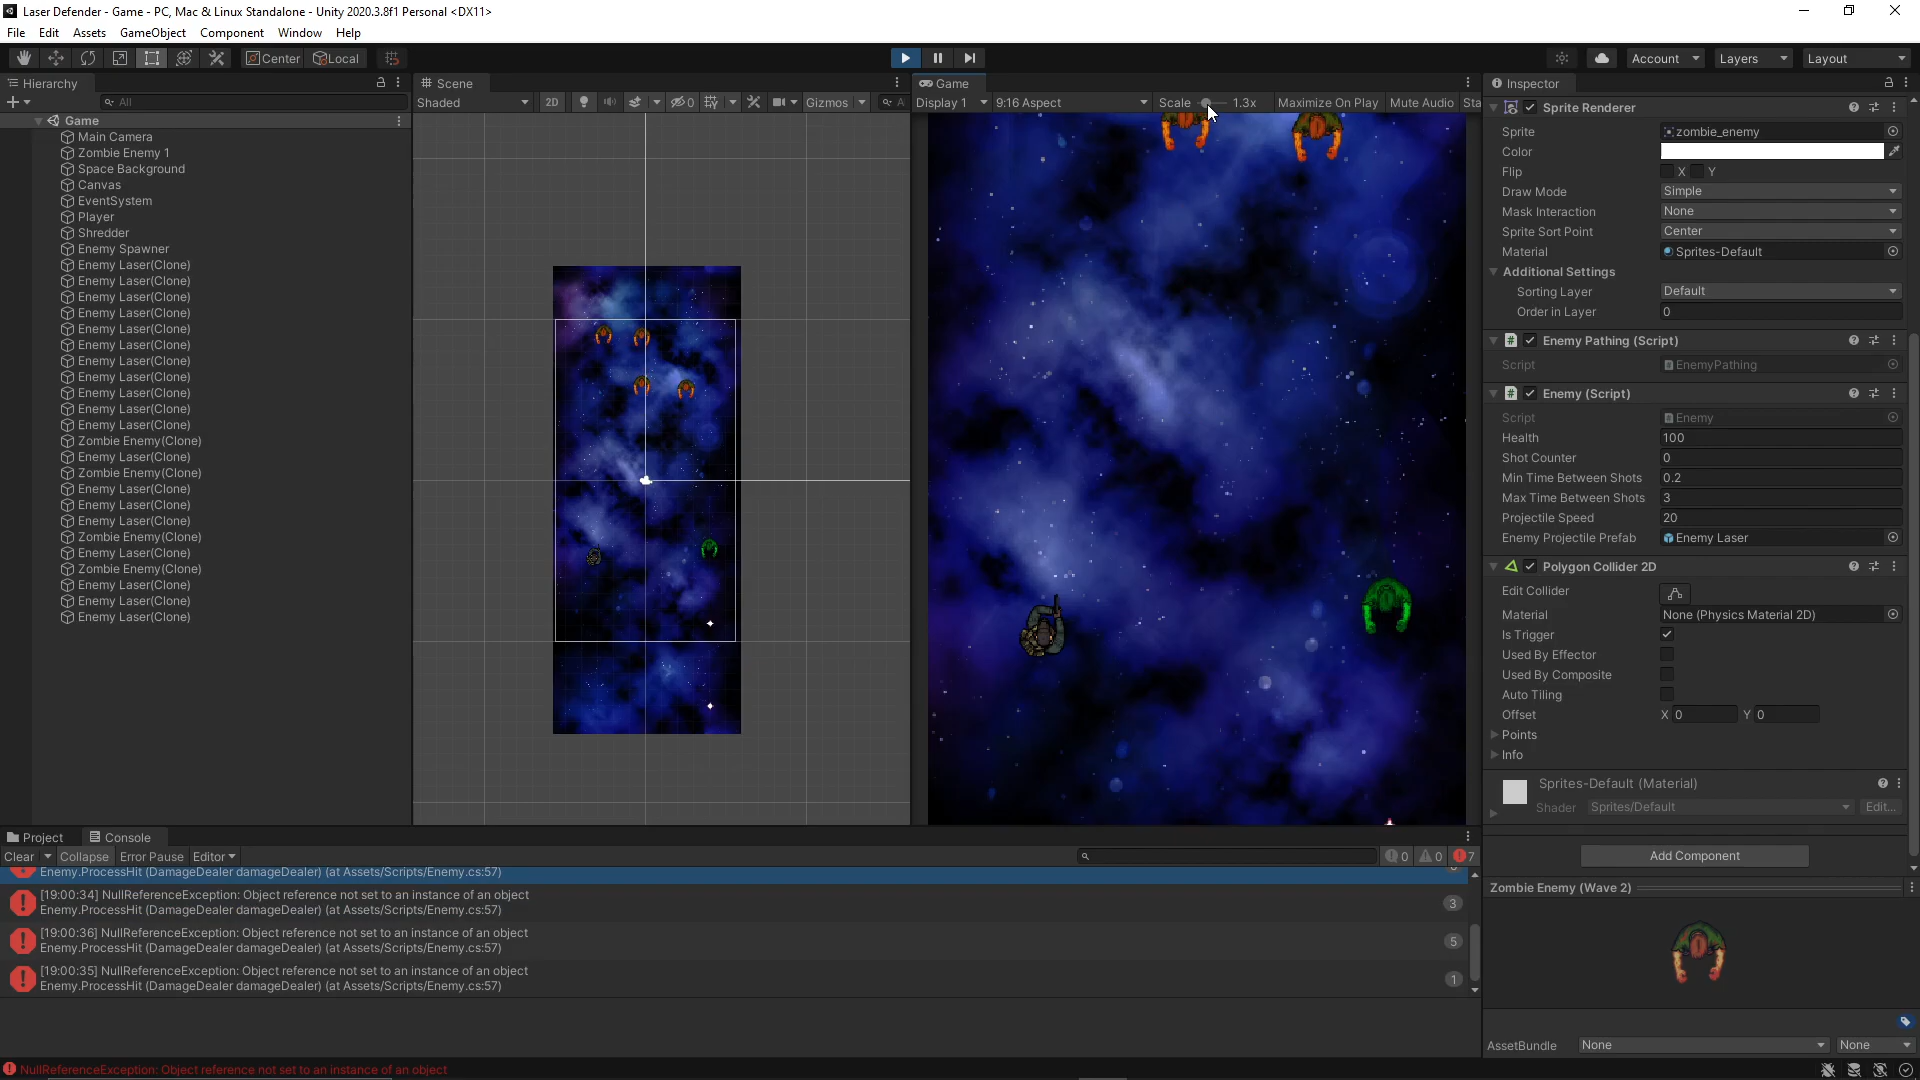 Laser Defender - Game - PC, Mac & Linux Standalone - Unity 2020.3.8f1 Personal <DX11>
File Edit Assets GameObject Component Window Help
Center Local Account Layers Layout
Hierarchy
All
Game
Main Camera
Zombie Enemy 1
Space Background
Canvas
EventSystem
Player
Shredder
Enemy Spawner
Enemy Laser(Clone)
Enemy Laser(Clone)
Enemy Laser(Clone)
Enemy Laser(Clone)
Enemy Laser(Clone)
Enemy Laser(Clone)
Enemy Laser(Clone)
Enemy Laser(Clone)
Enemy Laser(Clone)
Enemy Laser(Clone)
Enemy Laser(Clone)
Zombie Enemy(Clone)
Enemy Laser(Clone)
Zombie Enemy(Clone)
Enemy Laser(Clone)
Enemy Laser(Clone)
Enemy Laser(Clone)
Zombie Enemy(Clone)
Enemy Laser(Clone)
Zombie Enemy(Clone)
Enemy Laser(Clone)
Enemy Laser(Clone)
Enemy Laser(Clone)
Scene
Shaded 2D 0 Gizmos A
Game
Display 1 9:16 Aspect Scale 1.3x Maximize On Play Mute Audio Sta
Inspector
Sprite Renderer
Sprite zombie_enemy
Color
Flip X Y
Draw Mode Simple
Mask Interaction None
Sprite Sort Point Center
Material Sprites-Default
Additional Settings
Sorting Layer Default
Order in Layer 0
# Enemy Pathing (Script)
Script EnemyPathing
# Enemy (Script)
Script Enemy
Health 100
Shot Counter 0
Min Time Between Shots 0.2
Max Time Between Shots 3
Projectile Speed 20
Enemy Projectile Prefab Enemy Laser
Polygon Collider 2D
Edit Collider
Material None (Physics Material 2D)
Is Trigger
Used By Effector
Used By Composite
Auto Tiling
Offset X 0 Y 0
Points
Info
Sprites-Default (Material)
Shader Sprites/Default Edit...
Add Component
Zombie Enemy (Wave 2)
AssetBundle None None
Project Console
Clear Collapse Error Pause Editor 0 0 7
Enemy.ProcessHit (DamageDealer damageDealer) (at Assets/Scripts/Enemy.cs:57)
[19:00:34] NullReferenceException: Object reference not set to an instance of an object
Enemy.ProcessHit (DamageDealer damageDealer) (at Assets/Scripts/Enemy.cs:57)
3
[19:00:36] NullReferenceException: Object reference not set to an instance of an object
Enemy.ProcessHit (DamageDealer damageDealer) (at Assets/Scripts/Enemy.cs:57)
5
[19:00:35] NullReferenceException: Object reference not set to an instance of an object
Enemy.ProcessHit (DamageDealer damageDealer) (at Assets/Scripts/Enemy.cs:57)
1
NullReferenceException: Object reference not set to an instance of an object